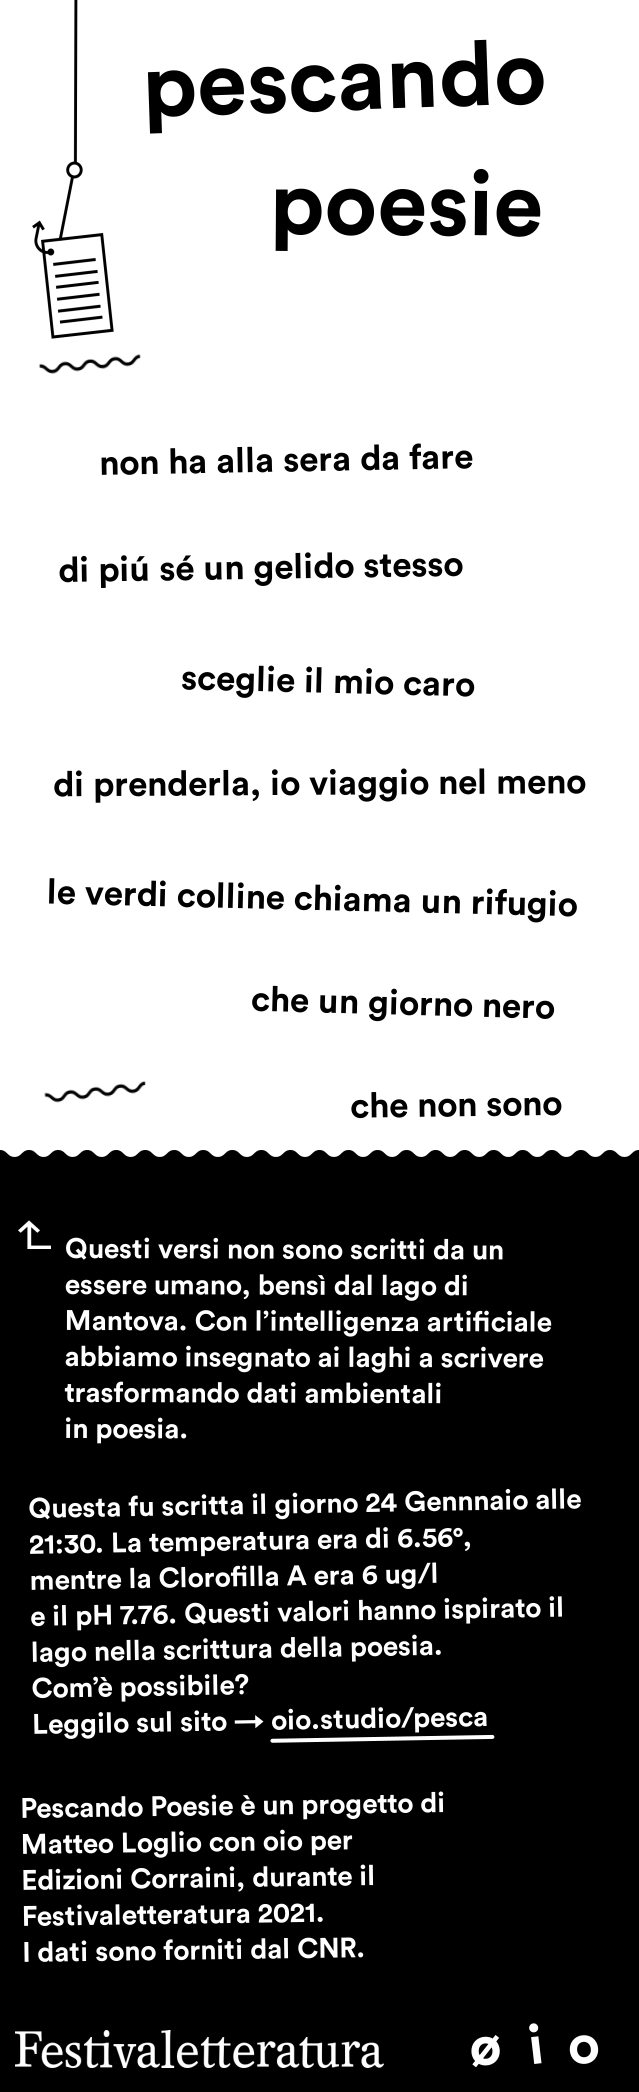 pescando
poesie
non ha alla sera da fare
di piú sé un gelido stesso
sceglie il mio caro
di prenderla, io viaggio nel meno
le verdi colline chiama un rifugio
che un giorno nero
che non sono
Questi versi non sono scritti da un
essere umano, bensì dal lago di
Mantova. Con l’intelligenza artificiale
abbiamo insegnato ai laghi a scrivere
trasformando dati ambientali
in poesia.
Questa fu scritta il giorno 24 Gennnaio alle
21:30. La temperatura era di 6.56°,
mentre la Clorofilla A era 6 ug/l
e il pH 7.76. Questi valori hanno ispirato il
lago nella scrittura della poesia.
Com’è possibile?
Leggilo sul sito → oio.studio/pesca
Pescando Poesie è un progetto di
Matteo Loglio con oio per
Edizioni Corraini, durante il
Festivaletteratura 2021.
I dati sono forniti dal CNR.
Festivaletteratura øio